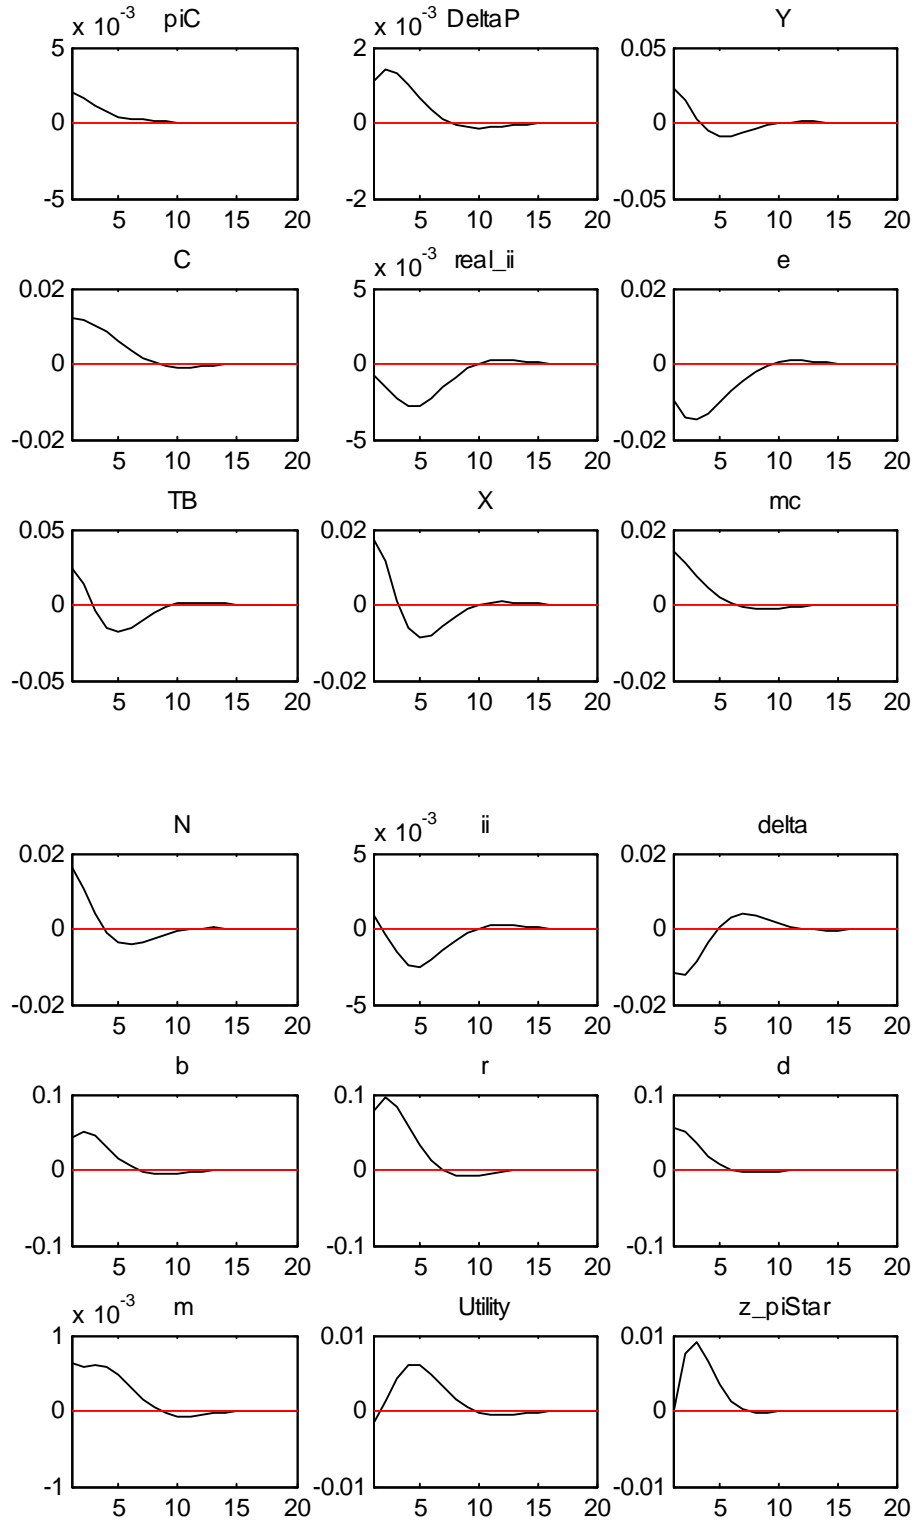 x 10-3 piC
x 10-3 DeltaP
Y
5 0 -5
2 0 -2
0.05 0 -0.05
5 10 15 20
5 10 15 20
5 10 15 20
C
x 10-3 real_ii
e
0.02 0 -0.02
5 0 -5
0.02 0 -0.02
5 10 15 20
5 10 15 20
5 10 15 20
TB
X
mc
0.05 0 -0.05
0.02 0 -0.02
0.02 0 -0.02
5 10 15 20
5 10 15 20
5 10 15 20
N
x 10-3 ii
delta
0.02 0 -0.02
5 0 -5
0.02 0 -0.02
5 10 15 20
5 10 15 20
5 10 15 20
b
r
d
0.1 0 -0.1
0.1 0 -0.1
0.1 0 -0.1
5 10 15 20
5 10 15 20
5 10 15 20
x 10-3 m
Utility
z_piStar
1 0 -1
0.01 0 -0.01
0.01 0 -0.01
5 10 15 20
5 10 15 20
5 10 15 20